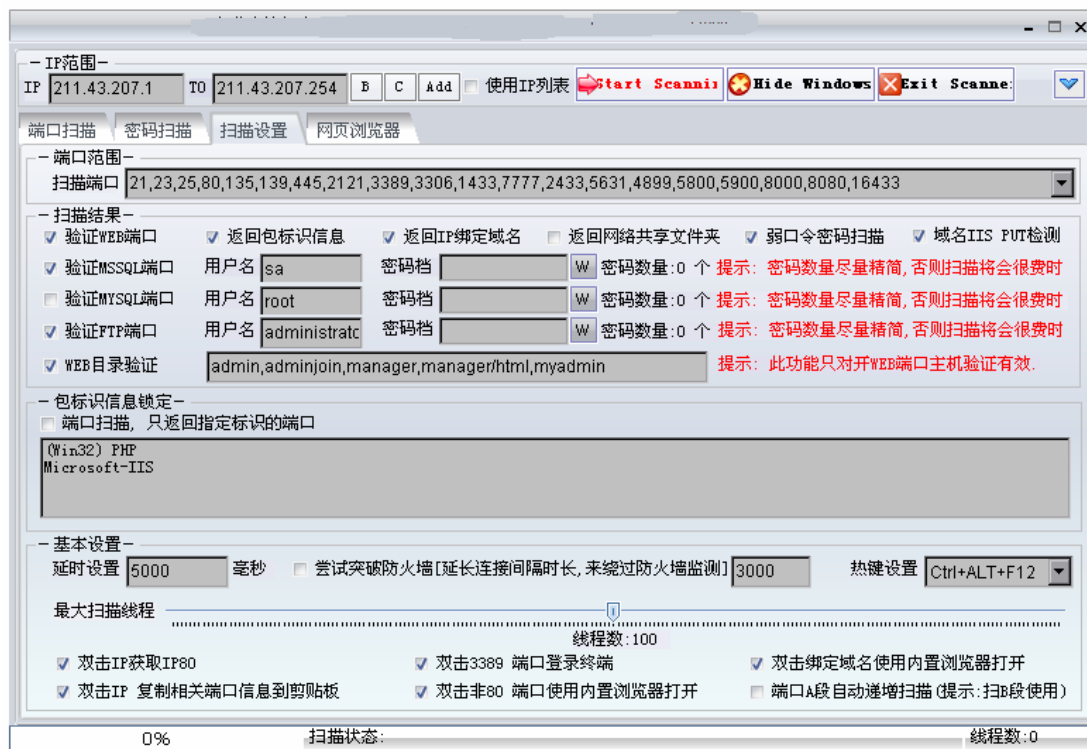 IP范围
IP 211.43.207.1 TO 211.43.207.254 B C Add 使用IP列表 Start Scannii Hide Windows Exit Scanne:
端口扫描 密码扫描 扫描设置 网页浏览器
端口范围
扫描端口 21,23,25,80,135,139,445,2121,3389,3306,1433,7777,2433,5631,4899,5800,5900,8000,8080,16433
扫描结果
验证WEB端口 返回包标识信息 返回IP绑定域名 返回网络共享文件夹 弱口令密码扫描 域名IIS PUT检测
验证MSSQL端口 用户名 sa 密码档 W 密码数量:0 个 提示: 密码数量尽量精简,否则扫描将会很费时
验证MYSQL端口 用户名 root 密码档 W 密码数量:0 个 提示: 密码数量尽量精简,否则扫描将会很费时
验证FTP端口 用户名 administratc 密码档 W 密码数量:0 个 提示: 密码数量尽量精简,否则扫描将会很费时
WEB目录验证 admin,adminjoin,manager,manager/html,myadmin 提示: 此功能只对开WEB端口主机验证有效.
包标识信息锁定
端口扫描, 只返回指定标识的端口
(Win32) PHP
Microsoft-IIS
基本设置
延时设置 5000 毫秒 尝试突破防火墙[延长连接间隔时长,来绕过防火墙监测] 3000 热键设置 Ctrl+ALT+F12
最大扫描线程
线程数:100
双击IP获取IP80 双击3389 端口登录终端 双击绑定域名使用内置浏览器打开
双击IP 复制相关端口信息到剪贴板 双击非80 端口使用内置浏览器打开 端口A段自动递增扫描(提示:扫B段使用)
0% 扫描状态: 线程数:0